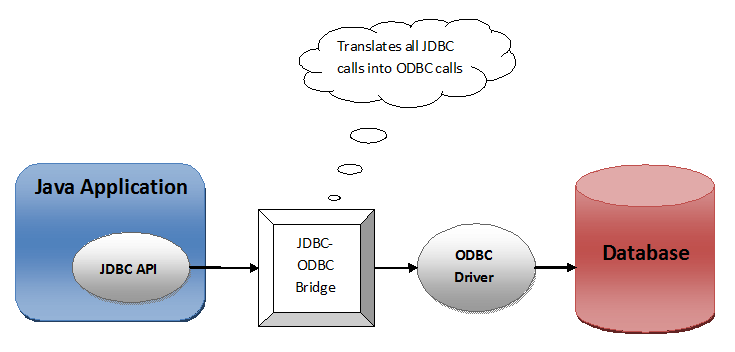 Translates all JDBC
calls into ODBC calls
Java Application
JDBC API
JDBC-
ODBC
Bridge
ODBC
Driver
Database